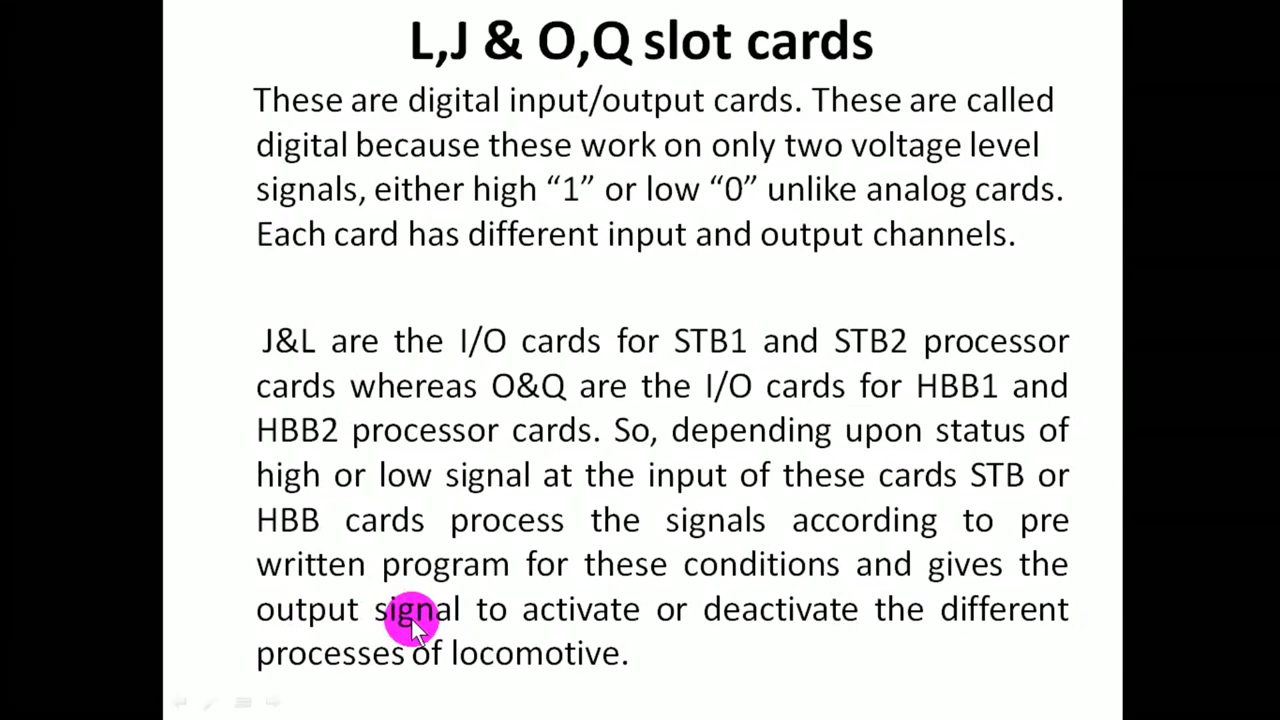 L,J & O,Q slot cards
These are digital input/output cards. These are called
digital because these work on only two voltage level
signals, either high “1” or low “0” unlike analog cards.
Each card has different input and output channels.
J&L are the I/O cards for STB1 and STB2 processor
cards whereas O&Q are the I/O cards for HBB1 and
HBB2 processor cards. So, depending upon status of
high or low signal at the input of these cards STB or
HBB cards process the signals according to pre
written program for these conditions and gives the
output signal to activate or deactivate the different
processes of locomotive.